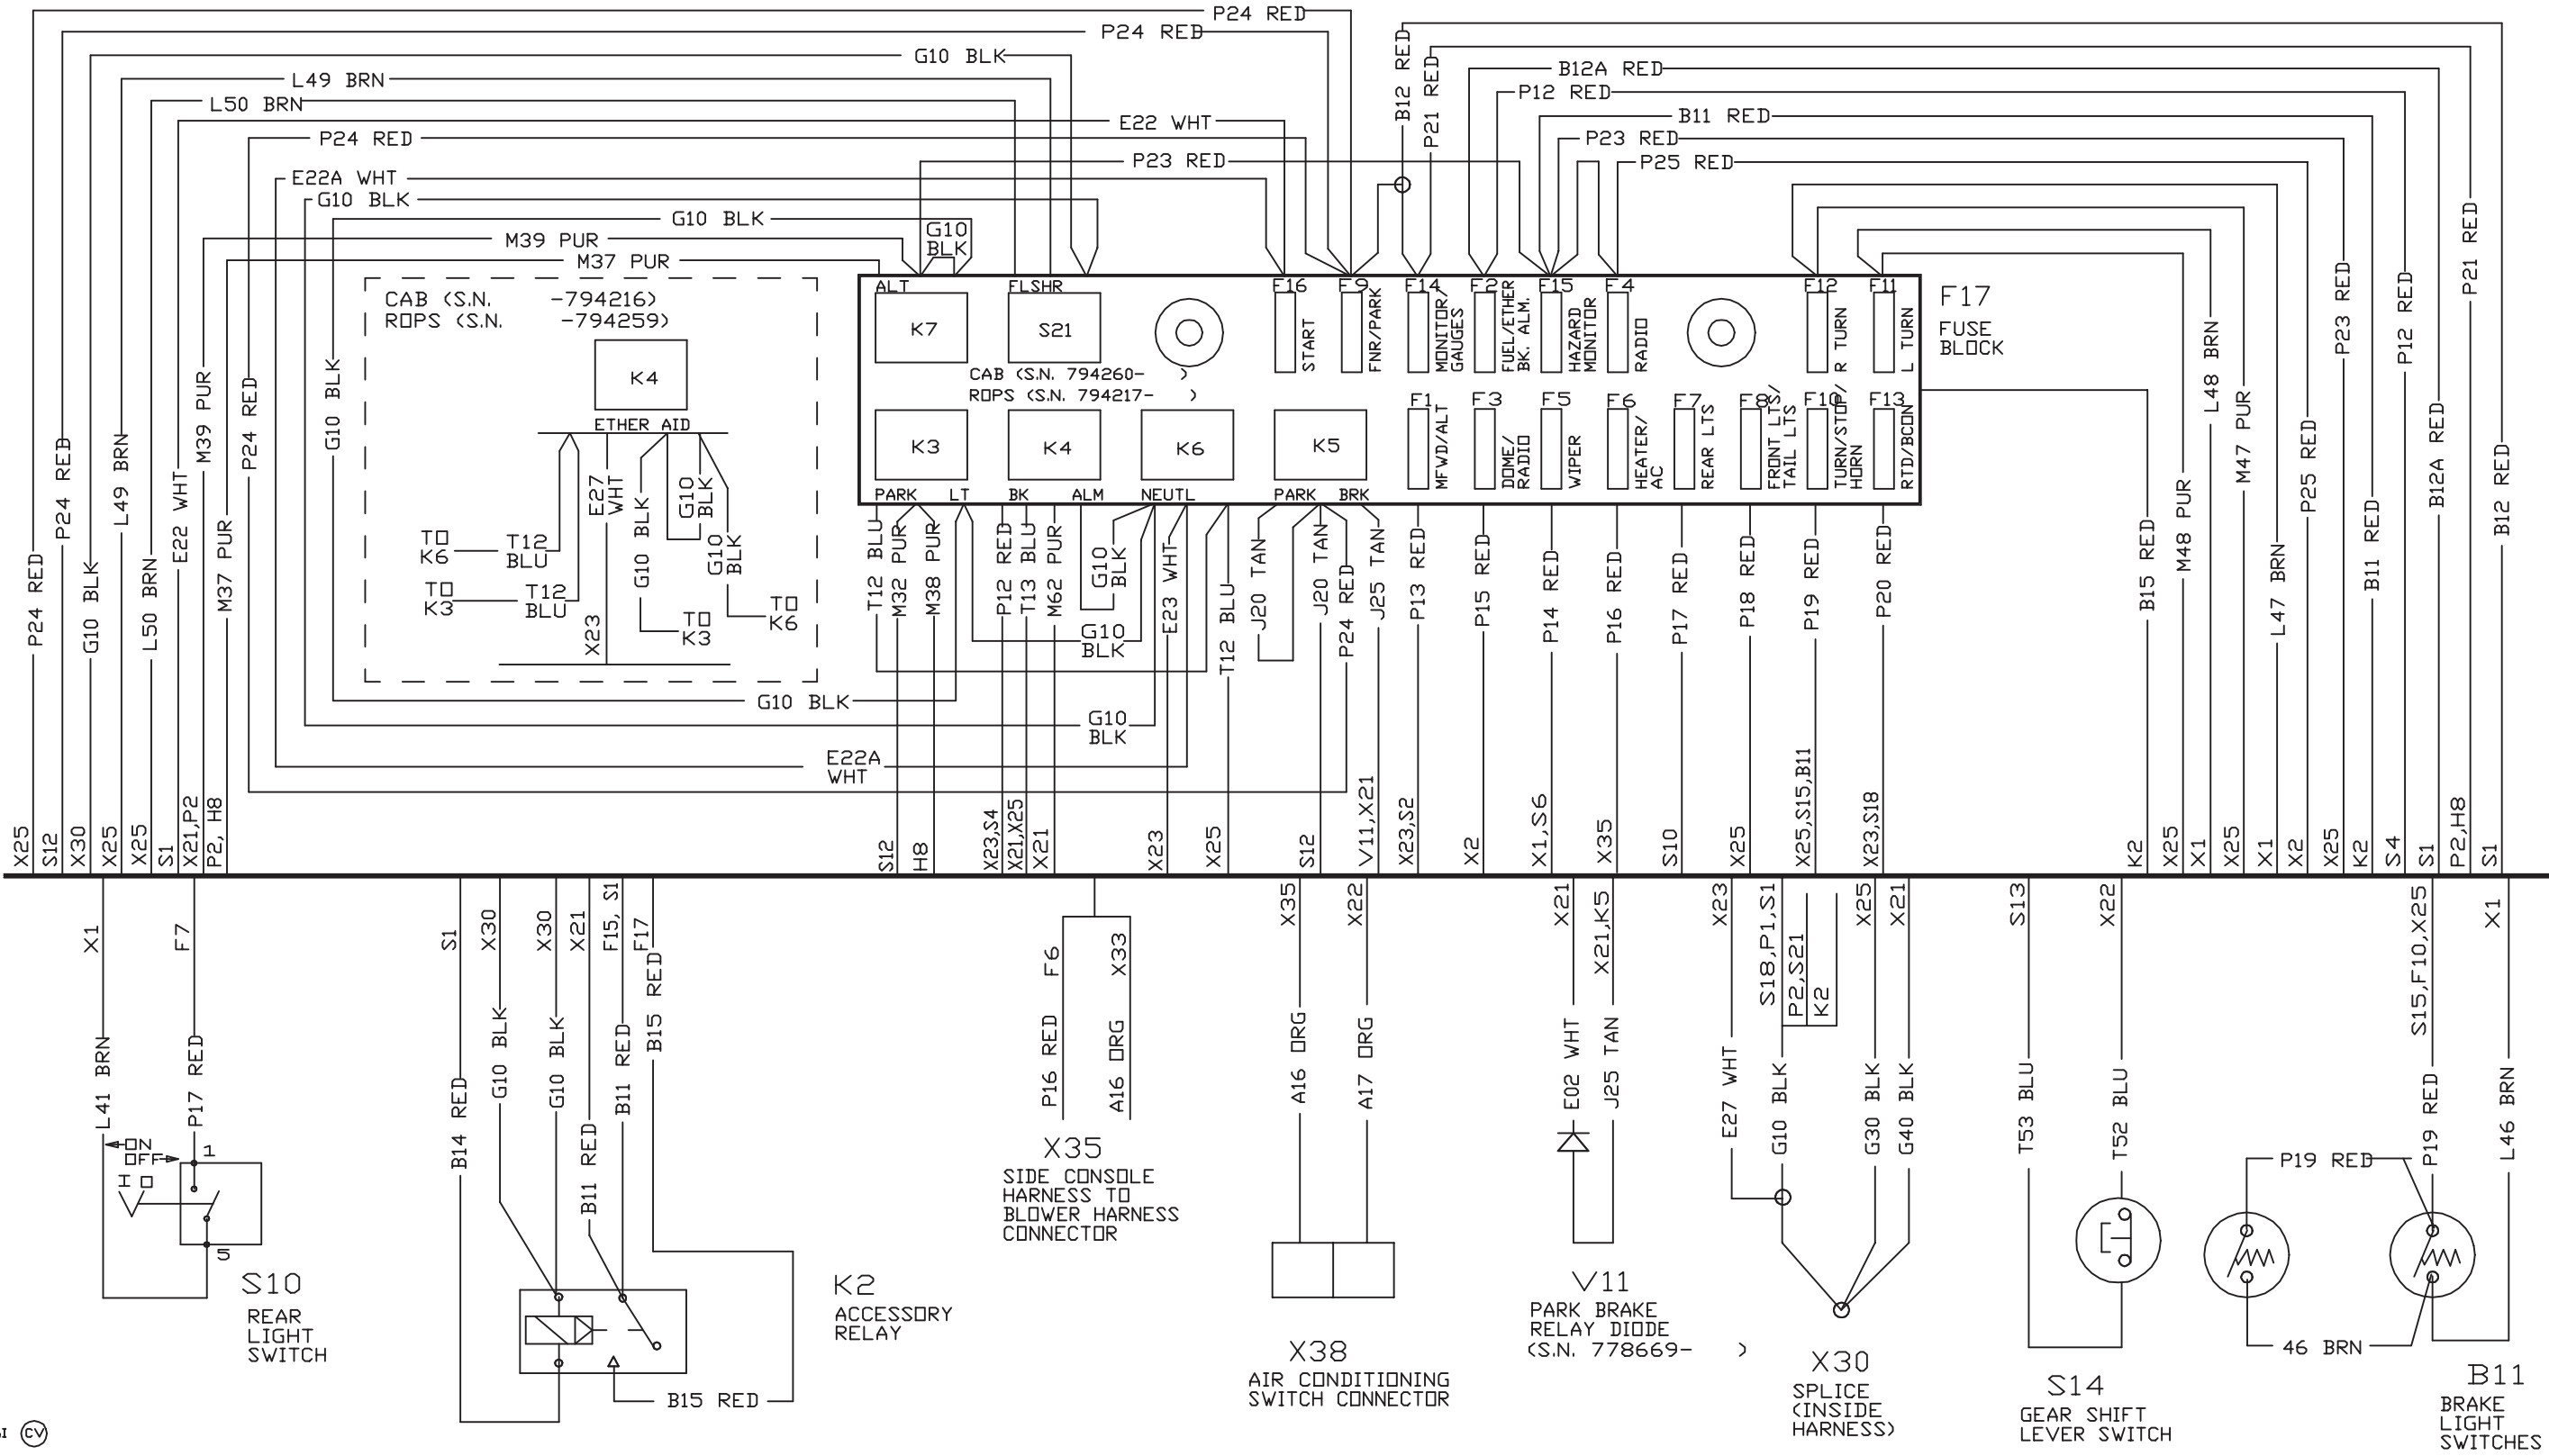 P24 RED
P24 RED
G10 BLK
L49 BRN
L50 BRN
E22 WHT
P24 RED
P23 RED
E22A WHT
G10 BLK
G10 BLK
G10
BLK
M39 PUR
M37 PUR
B12 RED
P21 RED
B12A RED
P12 RED
B11 RED
P23 RED
P25 RED
CAB (S.N. -794216)
ROPS (S.N. -794259)
K4
ETHER AID
E27
WHT
G10 BLK
G10
BLK
G10
BLK
TO
K6
T12
BLU
TO
K3
T12
BLU
X23
TO
K3
TO
K6
ALT
K7
FLSHR
S21
CAB (S.N. 794260- )
ROPS (S.N. 794217- )
K3
K4
K6
K5
PARK LT
BK ALM
NEUTL
PARK BRK
F16
START
F9
FNR/PARK
F14
MONITOR/
GAUGES
F2
FUEL/ETHER
BK. ALM.
F15
HAZARD
MONITOR
F4
RADIO
F12
R TURN
F11
L TURN
F1
MFWD/ALT
F3
DOME/
RADIO
F5
WIPER
F6
HEATER/
AC
F7
REAR LTS
F8
FRONT LTS/
TAIL LTS
F10
TURN/STOP/
HORN
F13
RTD/BCON
F17
FUSE
BLOCK
P24 RED
P24 RED
G10 BLK
L49 BRN
L50 BRN
E22 WHT
M39 PUR
M37 PUR
P24 RED
G10 BLK
T12 BLU
M32 PUR
M38 PUR
P12 RED
T13 BLU
M62 PUR
G10
BLK
G10
BLK
E23 WHT
T12 BLU
J20 TAN
J20 TAN
P24 RED
J25 TAN
P13 RED
P15 RED
P14 RED
P16 RED
P17 RED
P18 RED
P19 RED
P20 RED
B15 RED
M48 PUR
L48 BRN
M47 PUR
L47 BRN
P25 RED
P23 RED
B11 RED
P12 RED
B12A RED
P21 RED
B12 RED
G10 BLK
G10
BLK
E22A
WHT
X25
S12
X30
X25
X25
S1
X21,P2
P2, H8
S12
H8
X23,S4
X21,X25
X21
X23
X25
S12
V11,X21
X23,S2
X2
X1,S6
X35
S10
X25
X25,S15,B11
X23,S18
K2
X25
X1
X25
X1
X2
X25
K2
S4
S1
P2,H8
S1
X1
F7
S1
X30
X30
X21
F15, S1
F17
F6
X33
X35
X22
X21
X21,K5
X23
S18,P1,S1
P2,S21
K2
X25
X21
S13
X22
S15,F10,X25
X1
L41 BRN
P17 RED
ON
OFF
I O
1
5
S10
REAR
LIGHT
SWITCH
B14 RED
G10 BLK
G10 BLK
B11 RED
B11 RED
B15 RED
B15 RED
K2
ACCESSORY
RELAY
P16 RED
A16 ORG
X35
SIDE CONSOLE
HARNESS TO
BLOWER HARNESS
CONNECTOR
A16 ORG
A17 ORG
X38
AIR CONDITIONING
SWITCH CONNECTOR
E02 WHT
J25 TAN
V11
PARK BRAKE
RELAY DIODE
(S.N. 778669- )
E27 WHT
G10 BLK
G30 BLK
G40 BLK
X30
SPLICE
(INSIDE
HARNESS)
T53 BLU
T52 BLU
S14
GEAR SHIFT
LEVER SWITCH
P19 RED
P19 RED
L46 BRN
46 BRN
B11
BRAKE
LIGHT
SWITCHES
CV